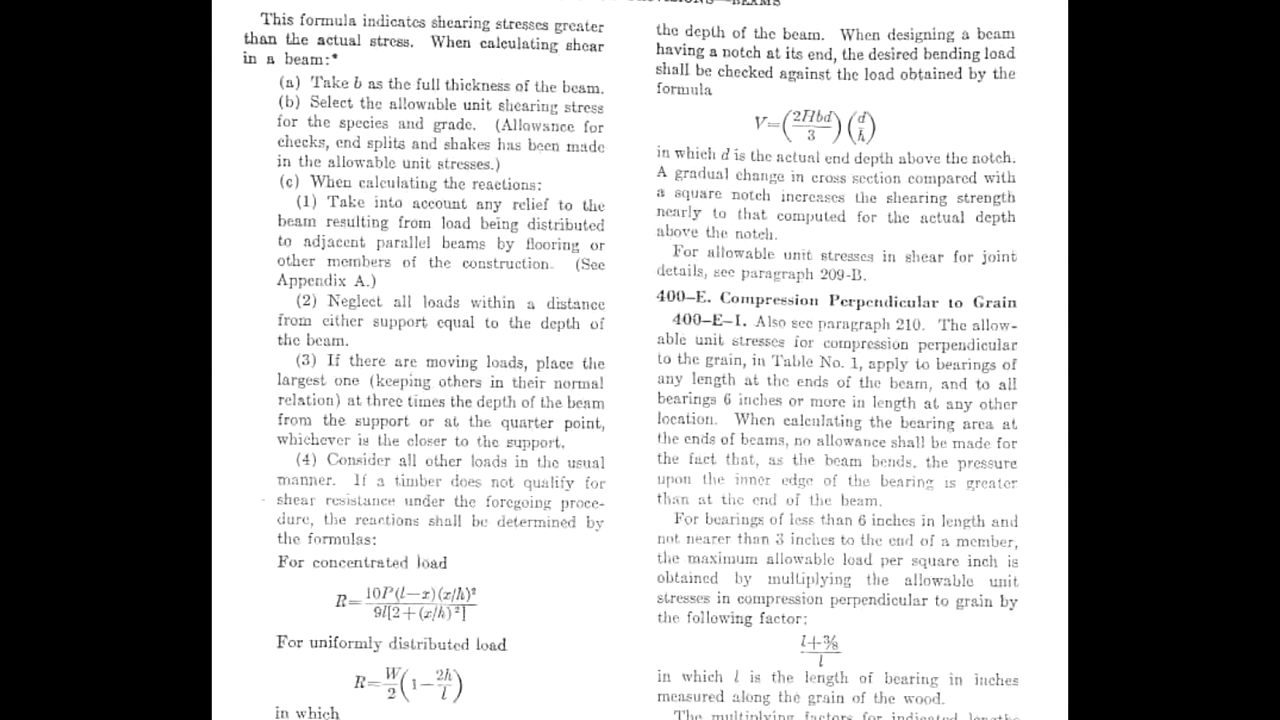 PROVISIONS—BEAMS
This formula indicates shearing stresses greater
than the actual stress. When calculating shear
in a beam:*
(a) Take b as the full thickness of the beam.
(b) Select the allowable unit shearing stress
for the species and grade. (Allowance for
checks, end splits and shakes has been made
in the allowable unit stresses.)
(c) When calculating the reactions:
(1) Take into account any relief to the
beam resulting from load being distributed
to adjacent parallel beams by flooring or
other members of the construction. (See
Appendix A.)
(2) Neglect all loads within a distance
from either support equal to the depth of
the beam.
(3) If there are moving loads, place the
largest one (keeping others in their normal
relation) at three times the depth of the beam
from the support or at the quarter point,
whichever is the closer to the support.
(4) Consider all other loads in the usual
manner. If a timber does not qualify for
shear resistance under the foregoing proce-
dure, the reactions shall be determined by
the formulas:
For concentrated load
R=10P(l−x)(x/h)²
9l[2+(x/h)²]
For uniformly distributed load
R=W/2(1−2h/l)
in which
the depth of the beam. When designing a beam
having a notch at its end, the desired bending load
shall be checked against the load obtained by the
formula
V=(2Hbd/3)(d/h)
in which d is the actual end depth above the notch.
A gradual change in cross section compared with
a square notch increases the shearing strength
nearly to that computed for the actual depth
above the notch.
For allowable unit stresses in shear for joint
details, see paragraph 209-B.
400–E. Compression Perpendicular to Grain
400–E–1. Also see paragraph 210. The allow-
able unit stresses for compression perpendicular
to the grain, in Table No. 1, apply to bearings of
any length at the ends of the beam, and to all
bearings 6 inches or more in length at any other
location. When calculating the bearing area at
the ends of beams, no allowance shall be made for
the fact that, as the beam bends, the pressure
upon the inner edge of the bearing is greater
than at the end of the beam.
For bearings of less than 6 inches in length and
not nearer than 3 inches to the end of a member,
the maximum allowable load per square inch is
obtained by multiplying the allowable unit
stresses in compression perpendicular to grain by
the following factor:
l+⅜
l
in which l is the length of bearing in inches
measured along the grain of the wood.
The multiplying factors for indicated lengths